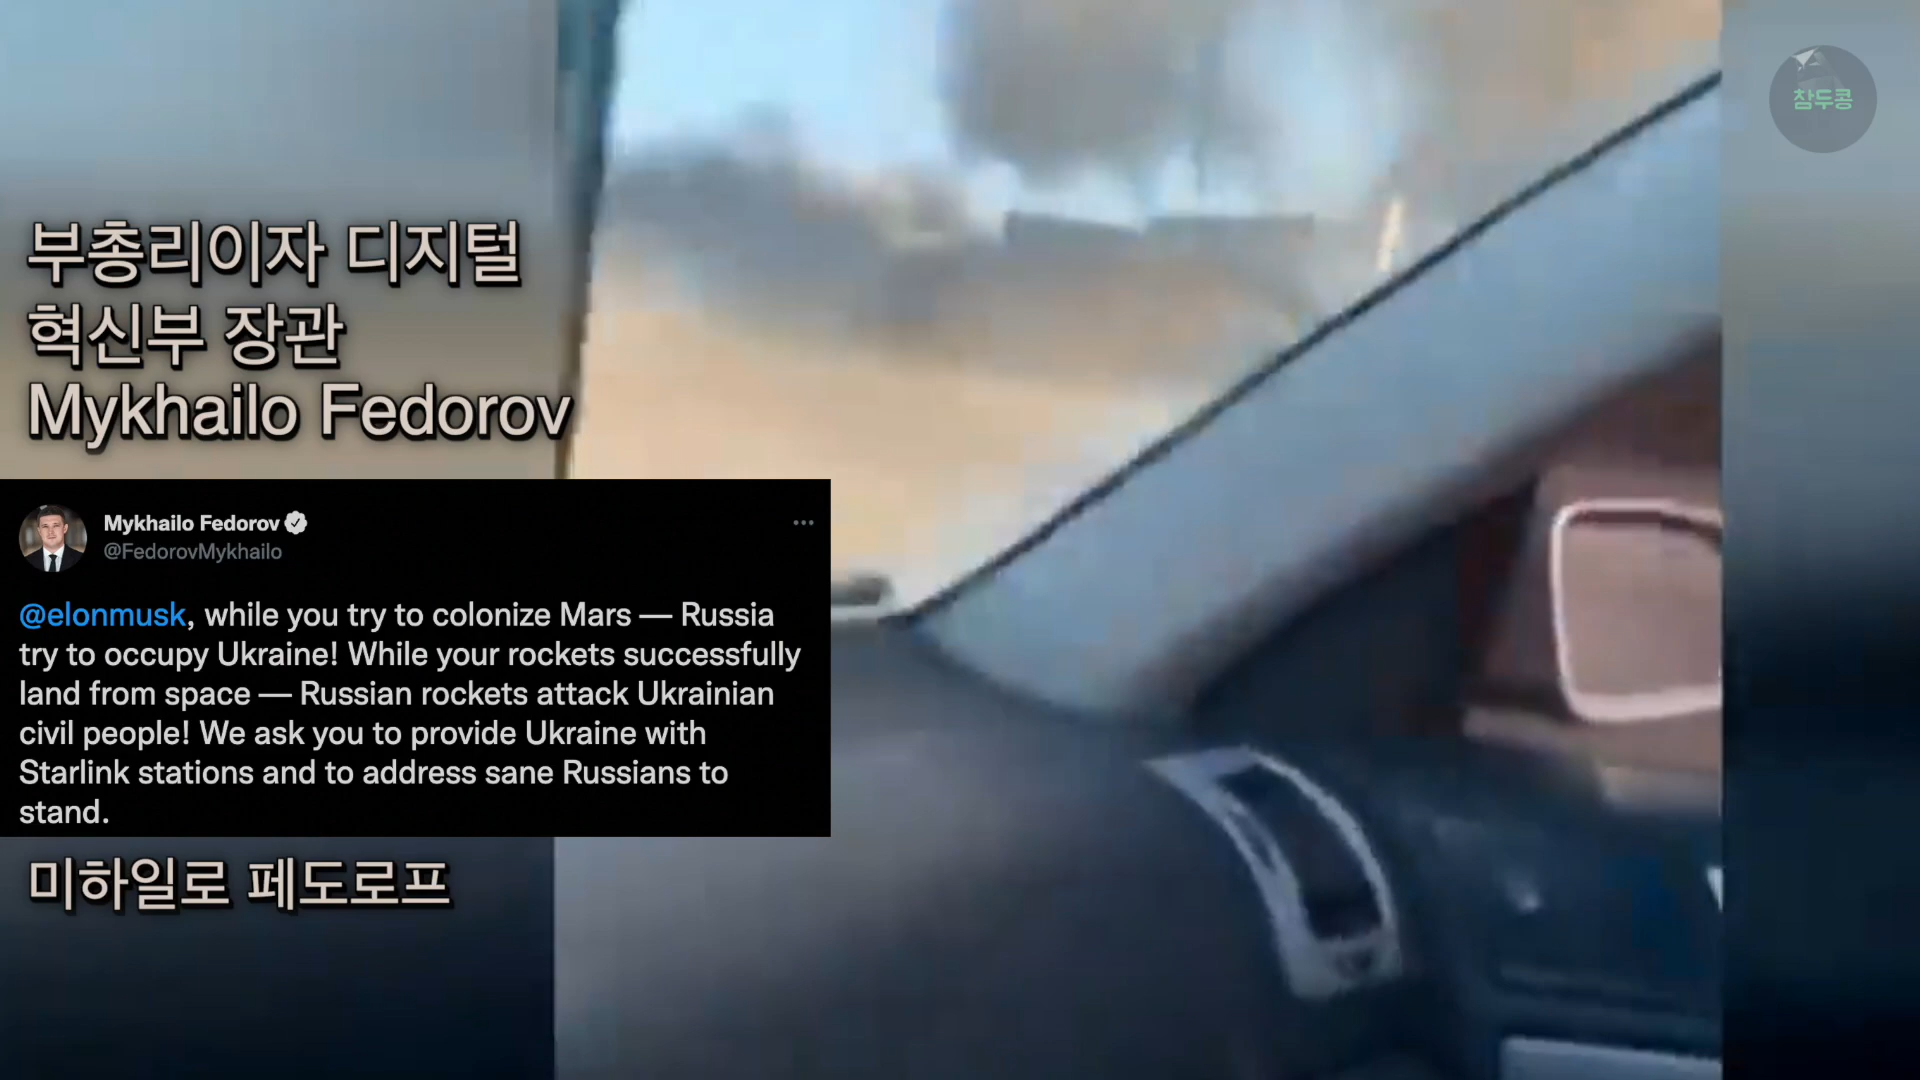 참두콩
부총리이자 디지털
혁신부 장관
Mykhailo Fedorov
Mykhailo Fedorov
@FedorovMykhailo
@elonmusk, while you try to colonize Mars — Russia
try to occupy Ukraine! While your rockets successfully
land from space — Russian rockets attack Ukrainian
civil people! We ask you to provide Ukraine with
Starlink stations and to address sane Russians to
stand.
미하일로 페도로프